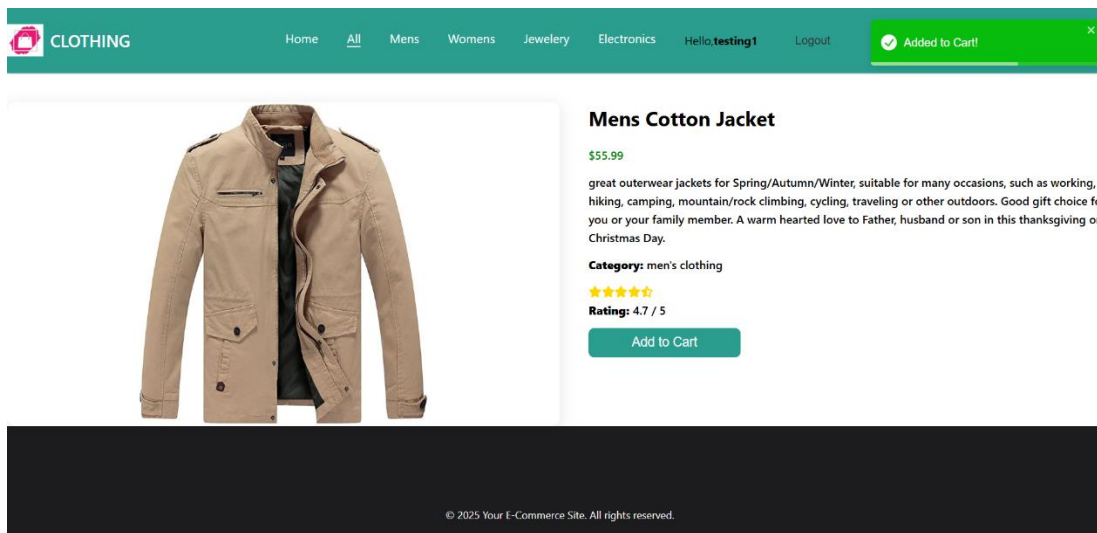 CLOTHING
Home All Mens Womens Jewelery Electronics Hello,testing1 Logout
Added to Cart!
Mens Cotton Jacket
$55.99
great outerwear jackets for Spring/Autumn/Winter, suitable for many occasions, such as working,
hiking, camping, mountain/rock climbing, cycling, traveling or other outdoors. Good gift choice
you or your family member. A warm hearted love to Father, husband or son in this thanksgiving
Christmas Day.
Category: men's clothing
Rating: 4.7 / 5
Add to Cart
© 2025 Your E-Commerce Site. All rights reserved.